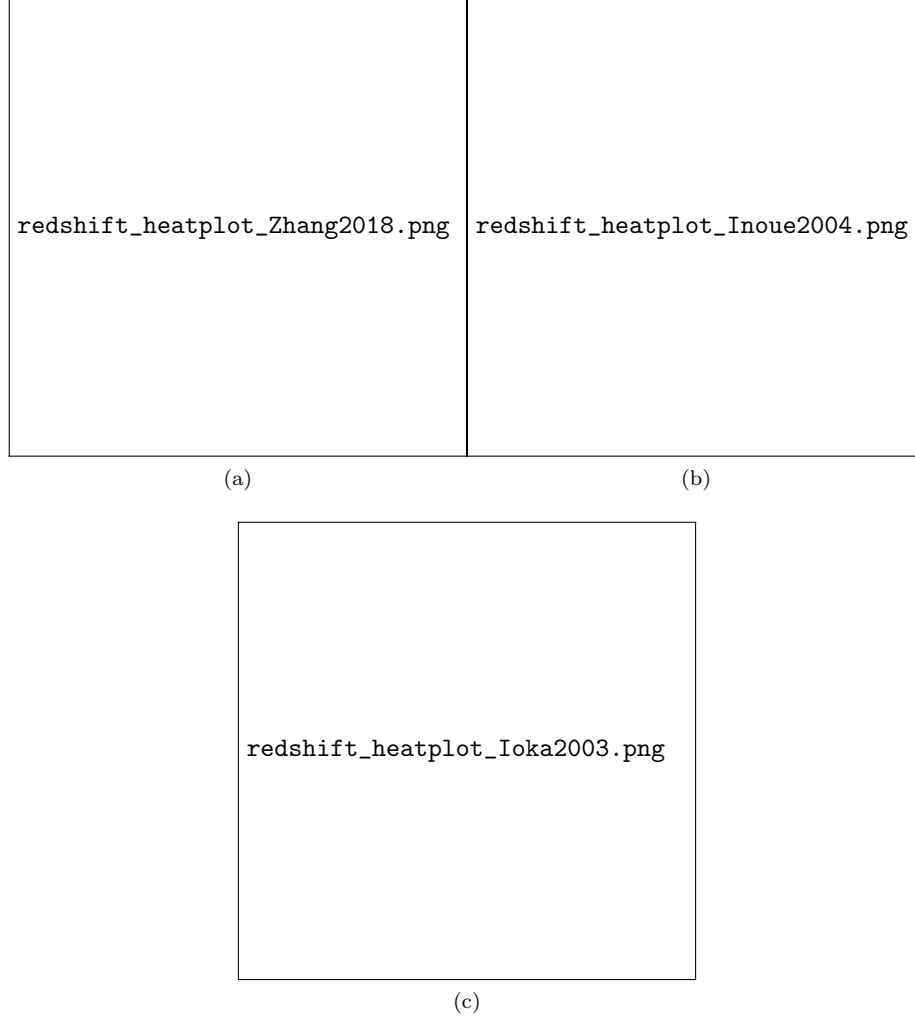 redshift_heatplot_Zhang2018.png
redshift_heatplot_Inoue2004.png
(a)
(b)
redshift_heatplot_Ioka2003.png
(c)